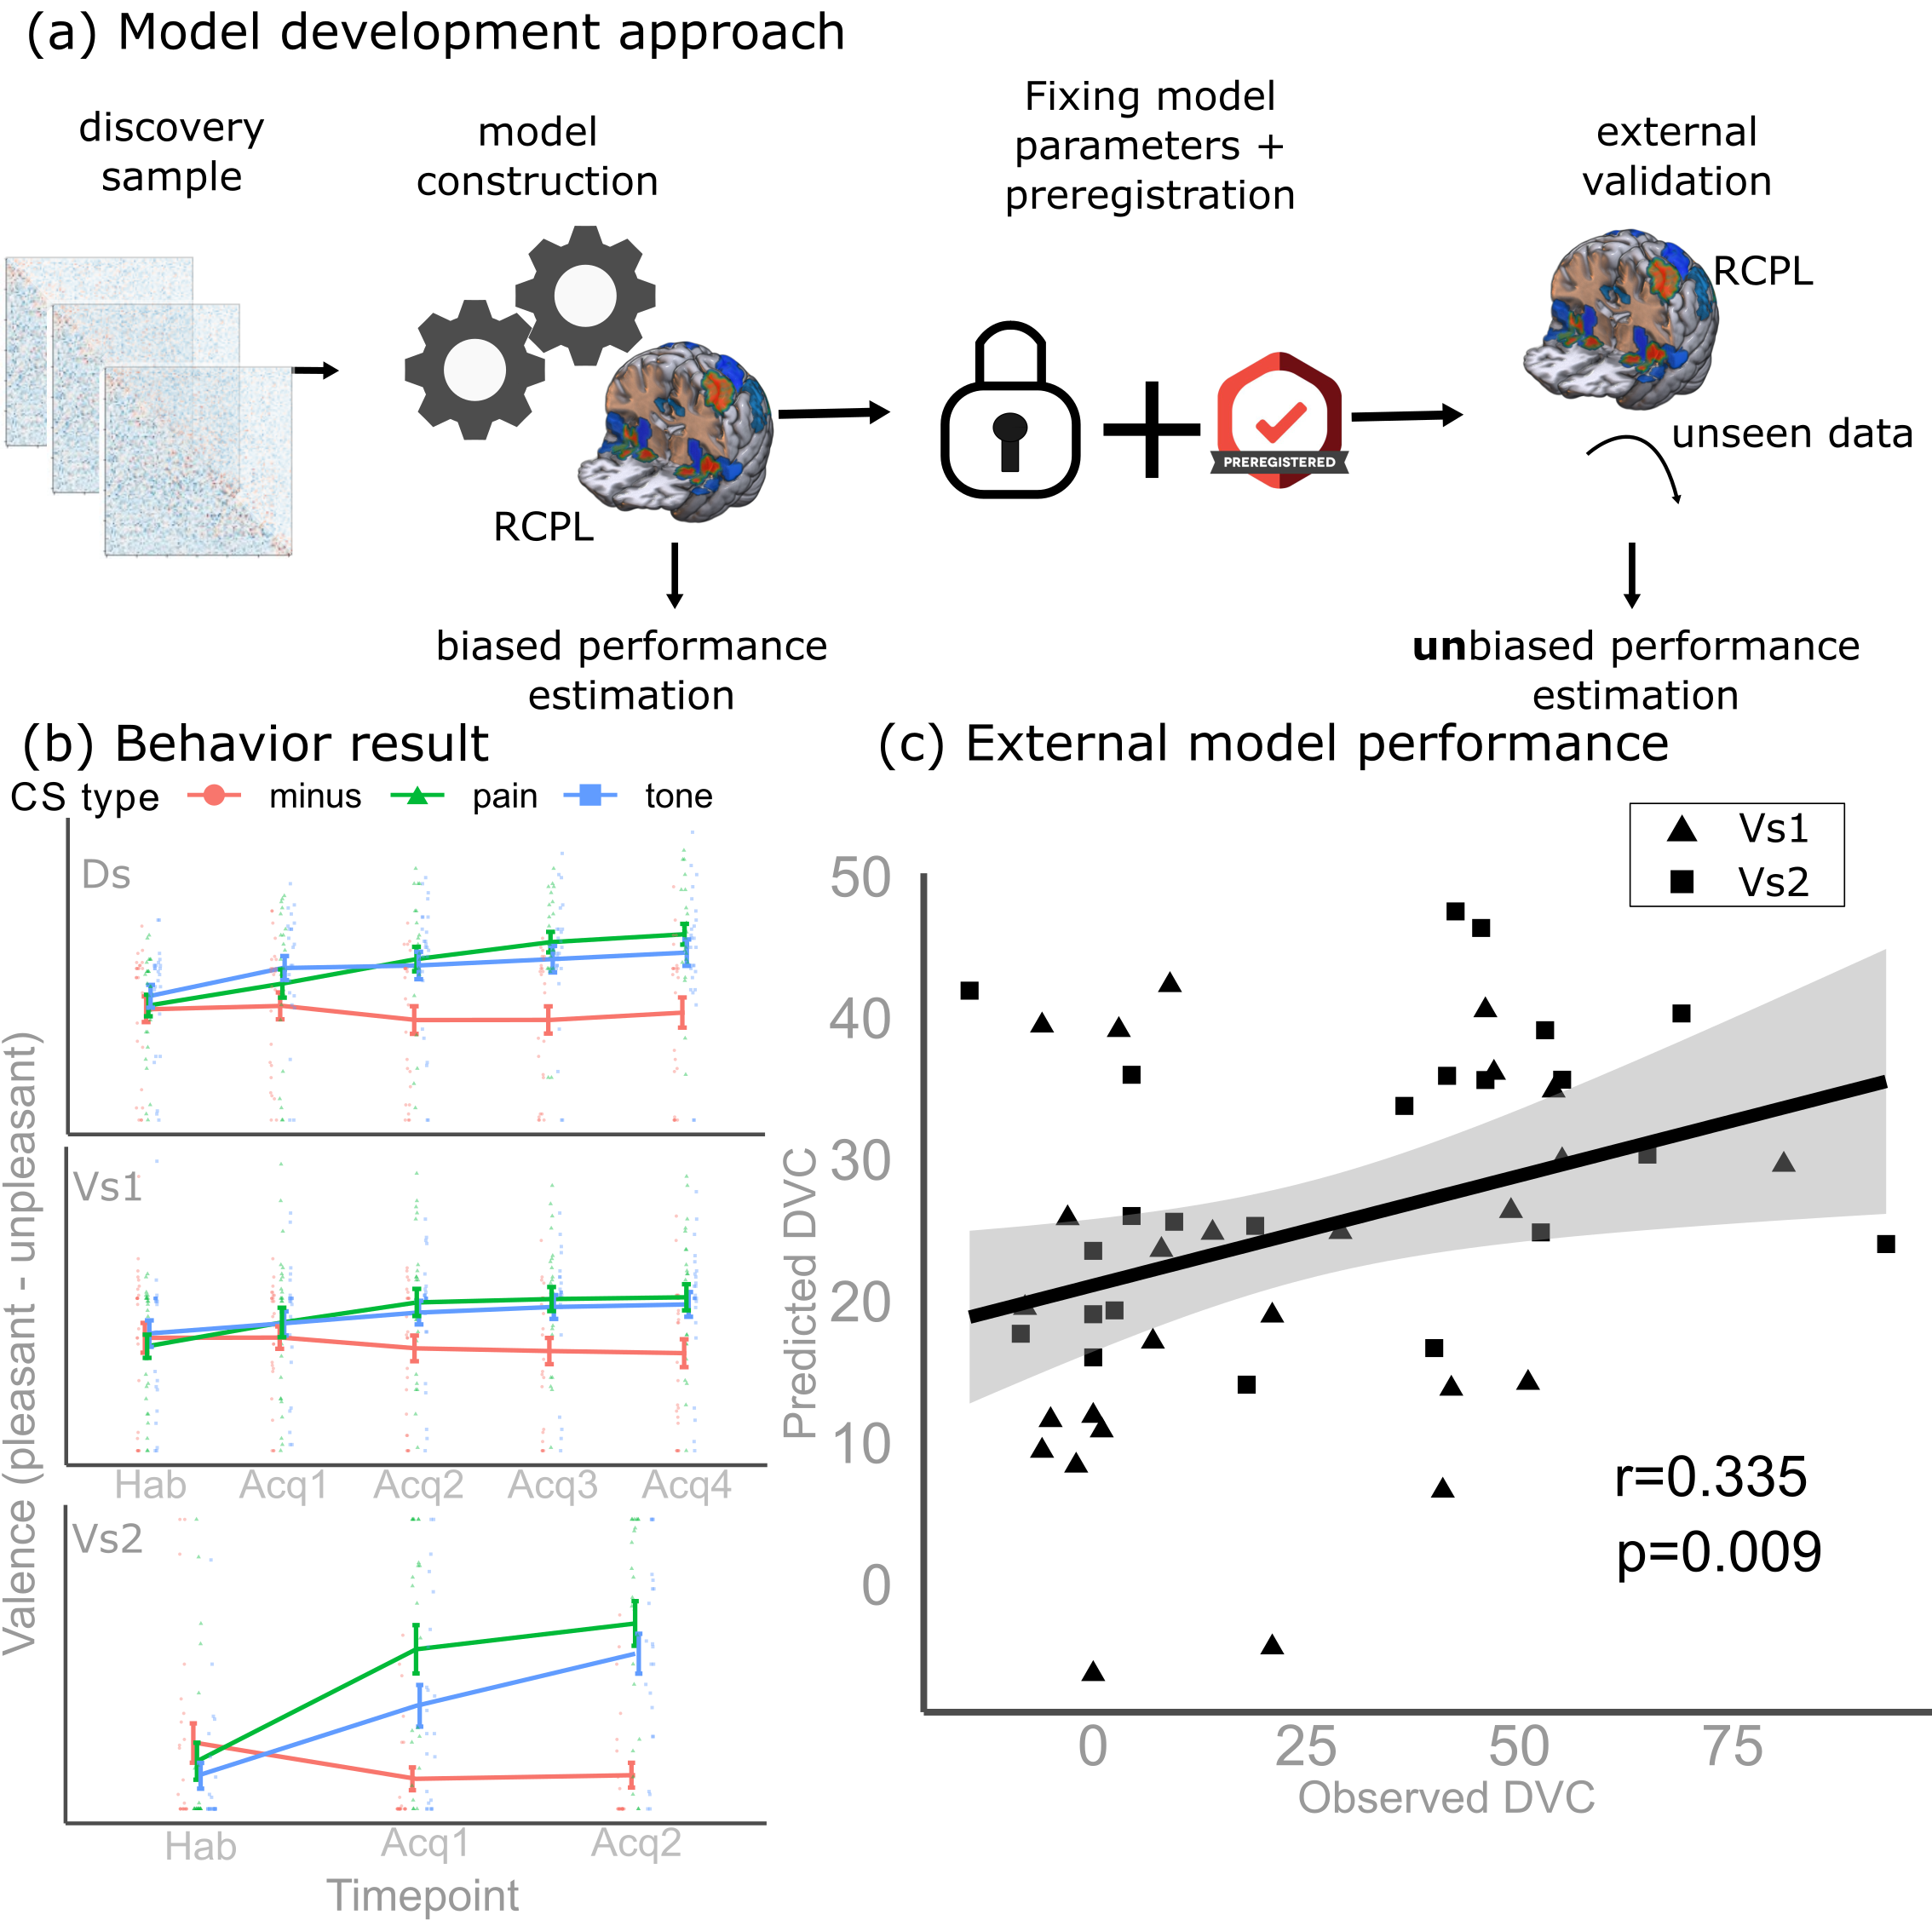 (a) Model development approach
discovery
sample
model
construction
Fixing model
parameters +
preregistration
external
validation
RCPL
unseen data
PREREGISTERED
RCPL
biased performance
estimation
unbiased performance
estimation
(b) Behavior result
CS type minus pain tone
Valence (pleasant - unpleasant)
Ds
Vs1
Hab Acq1 Acq2 Acq3 Acq4
Vs2
Hab Acq1 Acq2
Timepoint
(c) External model performance
Vs1
Vs2
Predicted DVC
50
40
30
20
10
0
r=0.335
p=0.009
0 25 50 75
Observed DVC